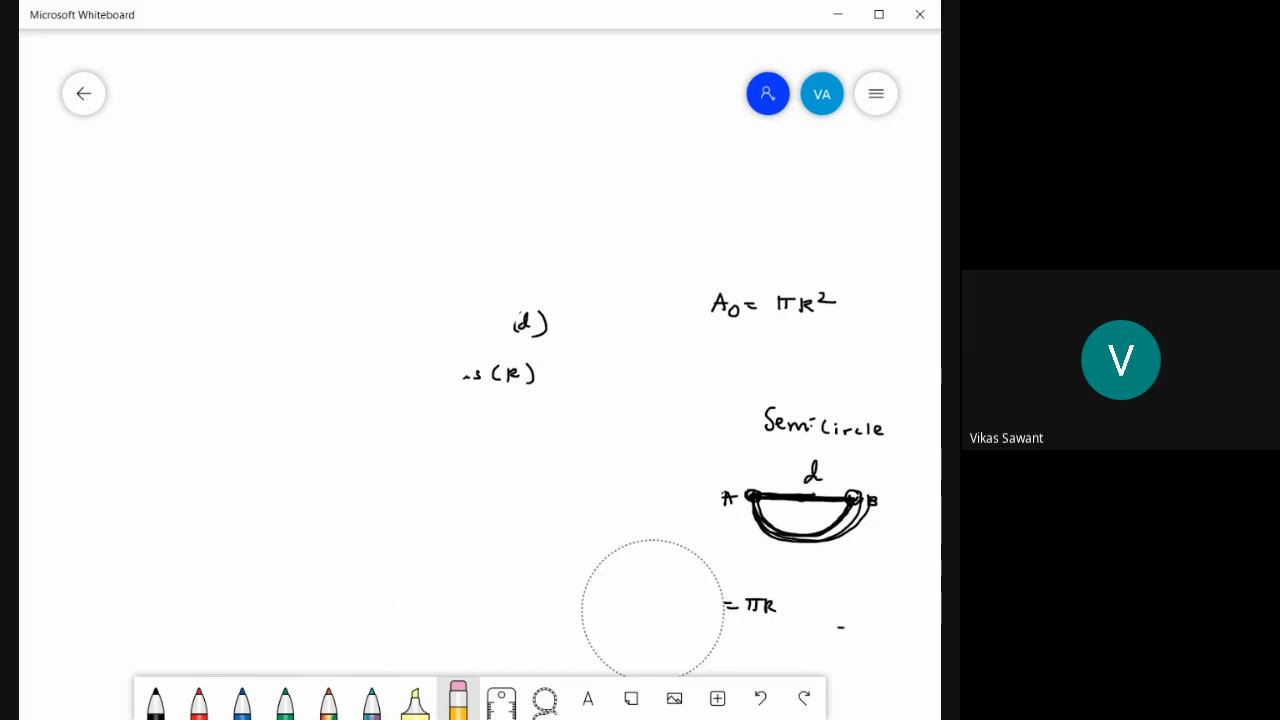 Microsoft Whiteboard
VA
A₀ = πR²
(d)
s (R)
Semi circle
d
A B
= πR
-
V
Vikas Sawant
A